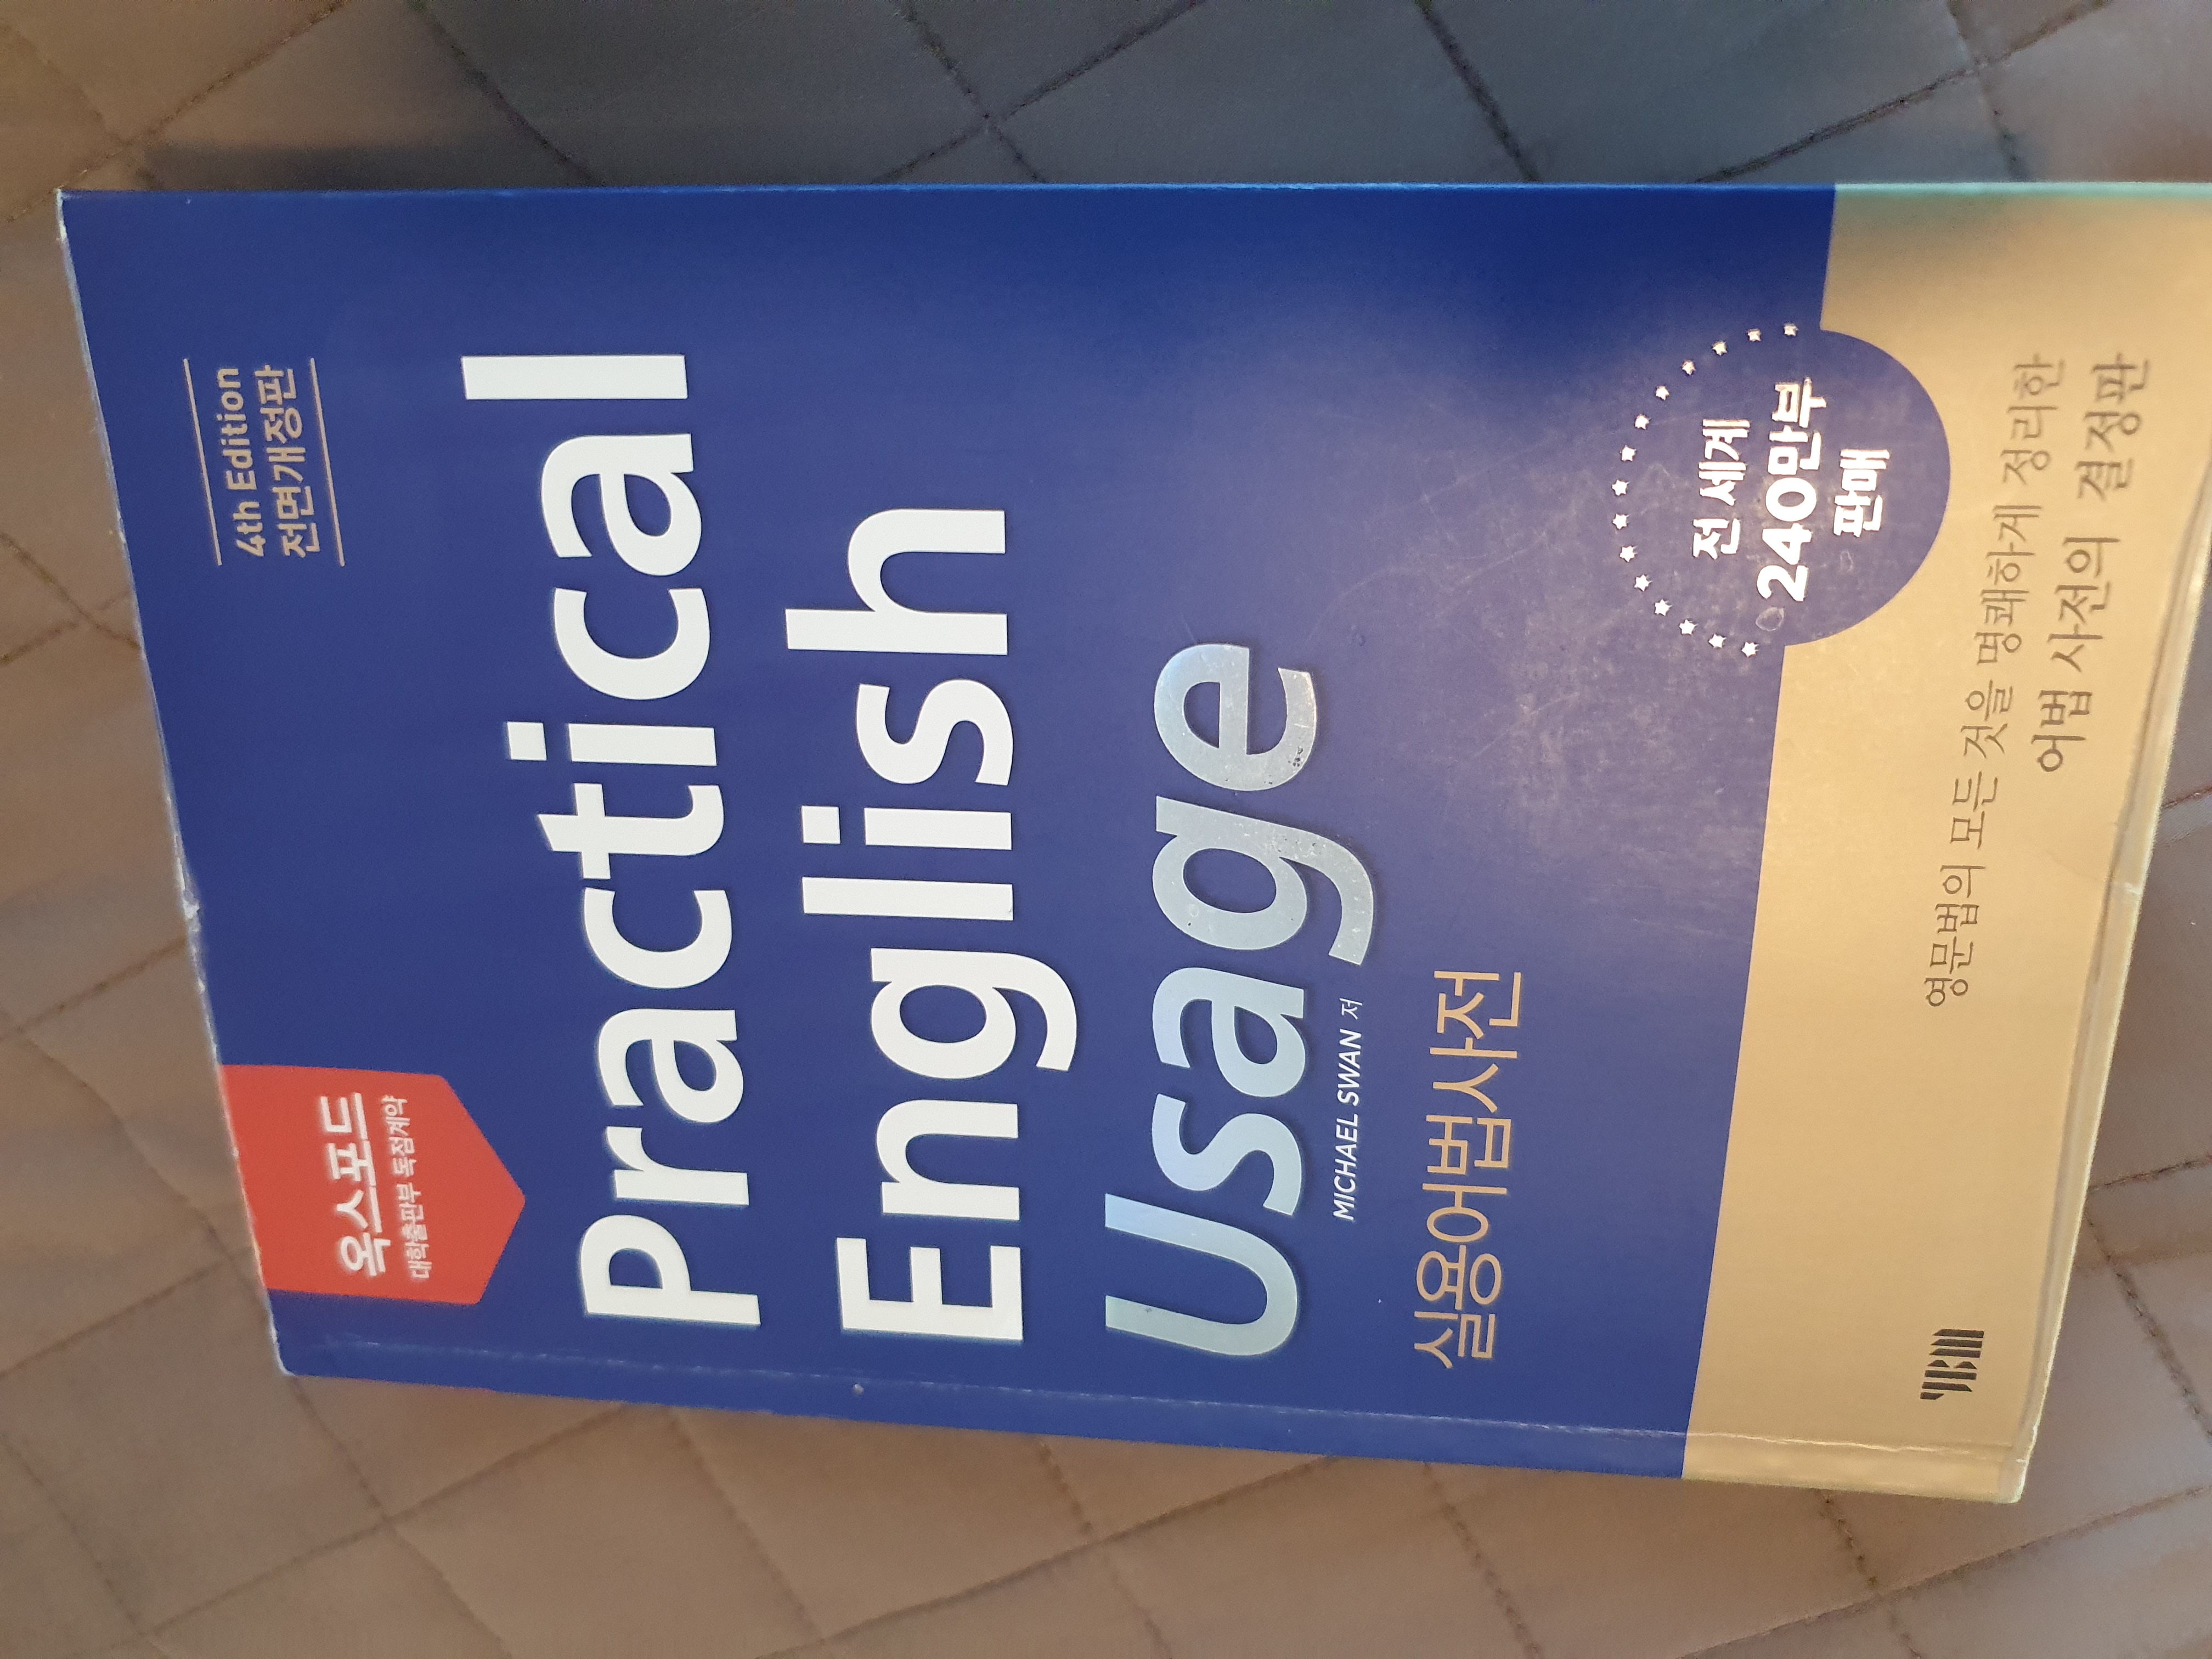 옥스포드
대학출판부 독점계약
4th Edition
전면개정판
Practical
English
Usage
MICHAEL SWAN 저
실용어법사전
전 세계
240만부
판매
영문법의 모든 것을 명쾌하게 정리한
어법 사전의 결정판
YBM